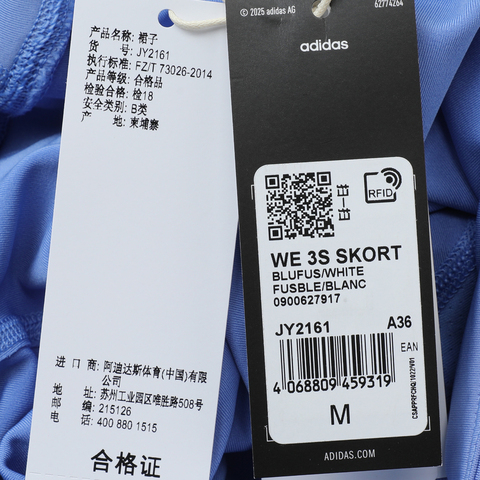 产品名称: 裙子
货 号: JY2161
执行标准: FZ/T 73026-2014
产品等级: 合格品
检验合格: 检18
安全类别: B类
产 地: 柬埔寨
进 口 商: 阿迪达斯体育(中国)有限公司
地 址: 苏州工业园区唯胜路508号
邮 编: 215126
电 话: 400 880 1515
合格证
© 2025 adidas AG
62774264
adidas
RFID
WE 3S SKORT
BLUFUS/WHITE
FUSBLE/BLANC
0900627917
JY2161 A36
EAN
4 068809 459319
M
ADIDAS.COM